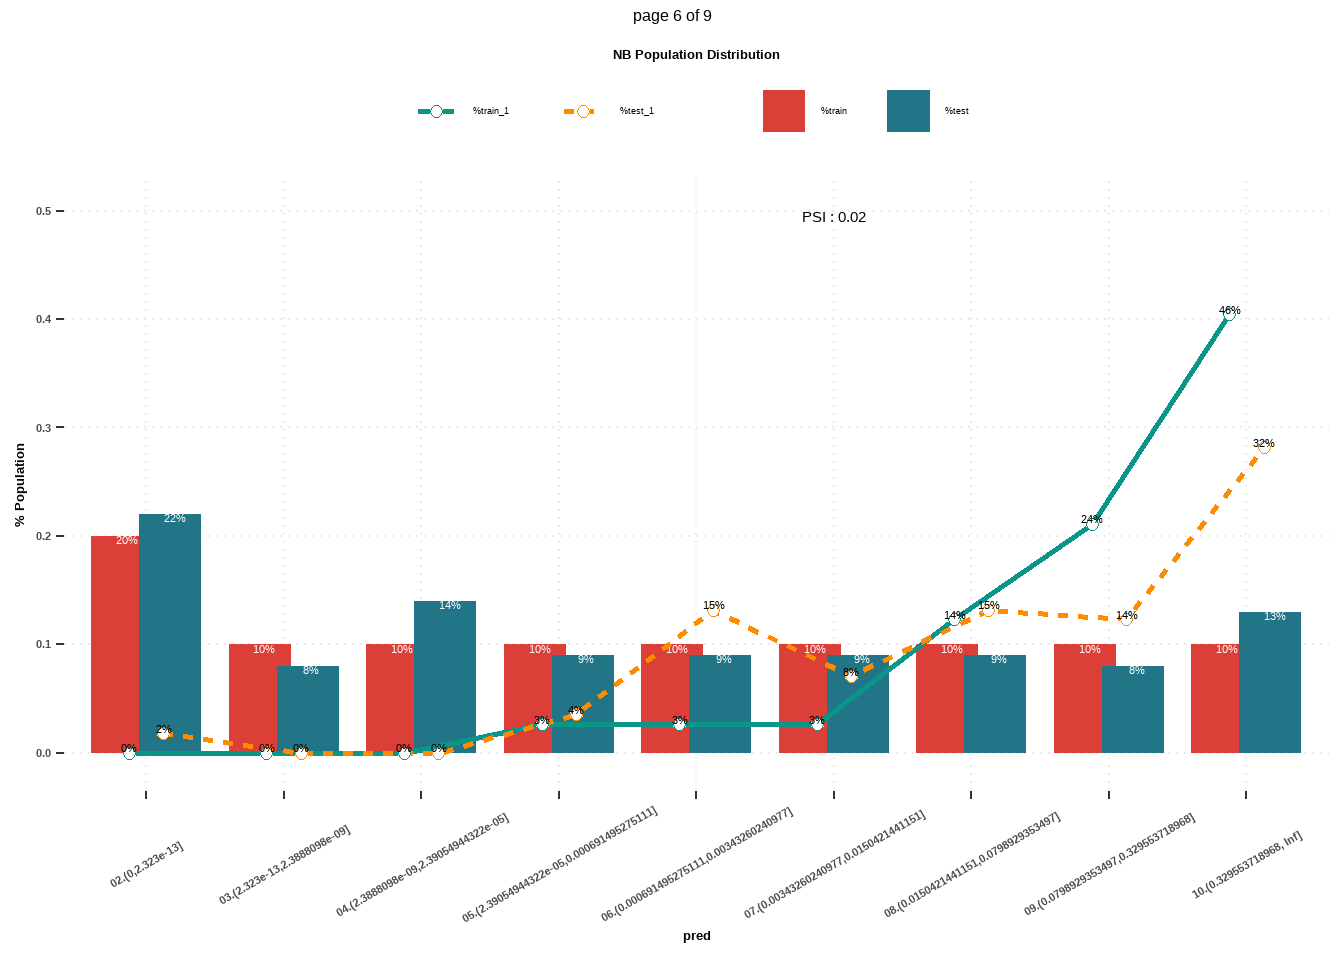 page 6 of 9
NB Population Distribution
%train_1 %test_1 %train %test
PSI : 0.02
% Population
0.5
0.4
0.3
0.2
0.1
0.0
20% 22%
10% 8%
10% 14%
10% 9%
10% 9%
10% 9%
10% 9%
10% 8%
10% 13%
0% 0% 0% 3% 3% 3% 14% 24% 46%
2% 0% 0% 4% 15% 8% 15% 14% 32%
02.(0,2.323e-13]
03.(2.323e-13,2.3888098e-09]
04.(2.3888098e-09,2.39054944322e-05]
05.(2.39054944322e-05,0.000691495275111]
06.(0.000691495275111,0.00343260240977]
07.(0.00343260240977,0.0150421441151]
08.(0.0150421441151,0.0798929353497]
09.(0.0798929353497,0.329553718968]
10.(0.329553718968, Inf]
pred